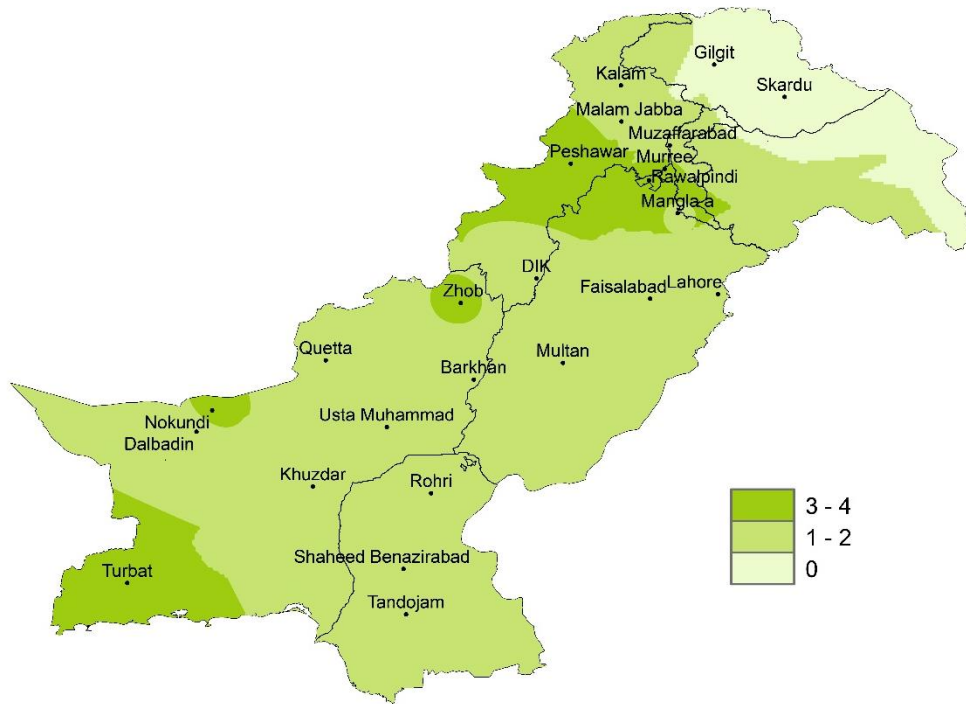 Gilgit
Kalam
Skardu
Malam Jabba
Muzaffarabad
Peshawar
Murree
Rawalpindi
Mangla a
DIK
Zhob
Faisalabad
Lahore
Quetta
Multan
Barkhan
Usta Muhammad
Nokundi
Dalbadin
Khuzdar
Rohri
3 - 4
1 - 2
0
Shaheed Benazirabad
Turbat
Tandojam